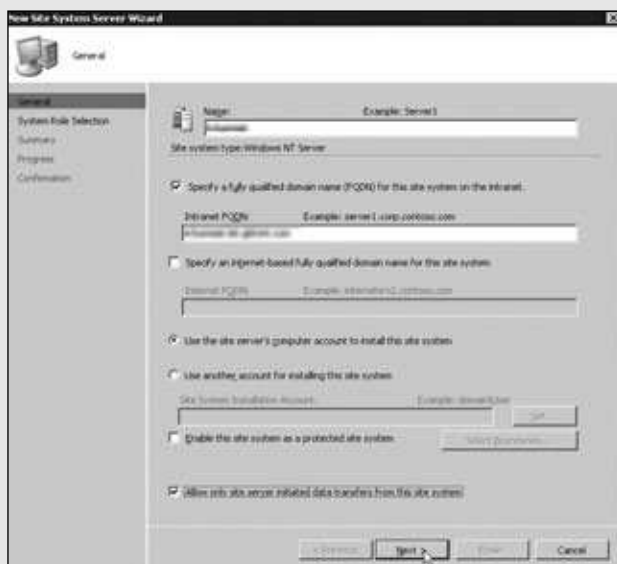 New Site System Server Wizard
General
General
System Role Selection
Summary
Progress
Confirmation
Name: Example: Server1
Site system type: Windows NT Server
Specify a fully qualified domain name (FQDN) for this site system on the intranet.
Intranet FQDN: Example: server1.corp.contoso.com
Specify an internet-based fully qualified domain name for this site system
Internet FQDN: Example: internetsrv2.contoso.com
Use the site server's computer account to install this site system
Use another account for installing this site system
Site System Installation Account: Example: domain\User
Set...
Enable this site system as a protected site system
Select Boundaries...
Allow only site server initiated data transfers from this site system
< Previous Next > Finish Cancel